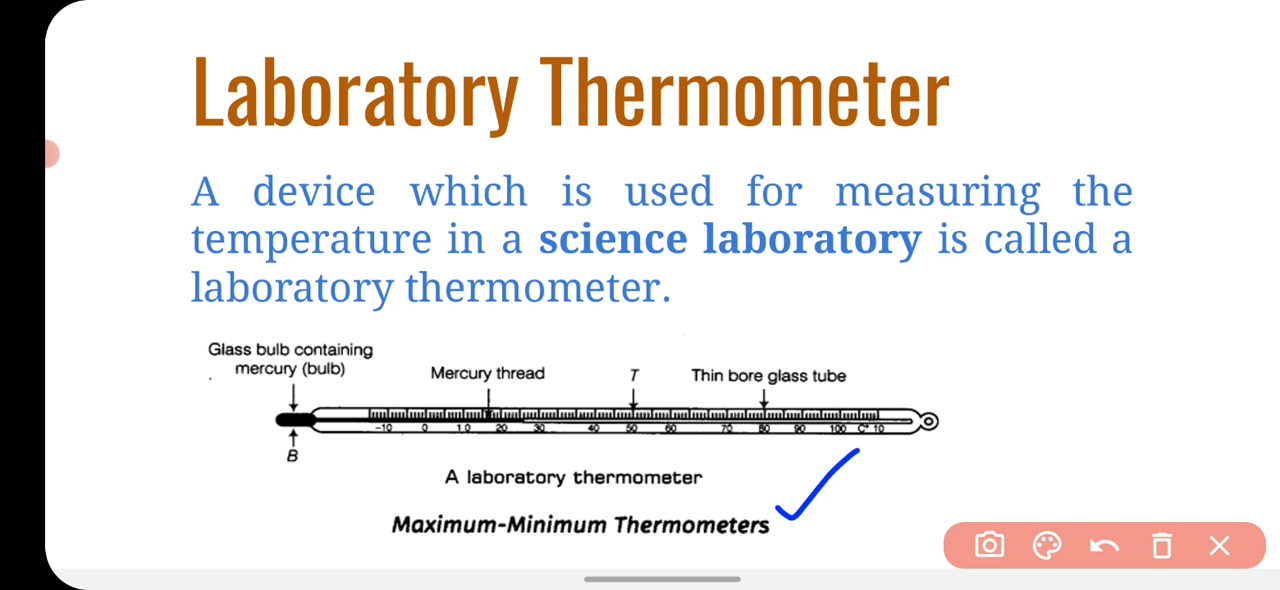 Laboratory Thermometer
A device which is used for measuring the
temperature in a science laboratory is called a
laboratory thermometer.
Glass bulb containing
mercury (bulb)
Mercury thread
T
Thin bore glass tube
-10 0 10 20 30 40 50 60 70 80 90 100 C° 10
B
A laboratory thermometer
Maximum-Minimum Thermometers